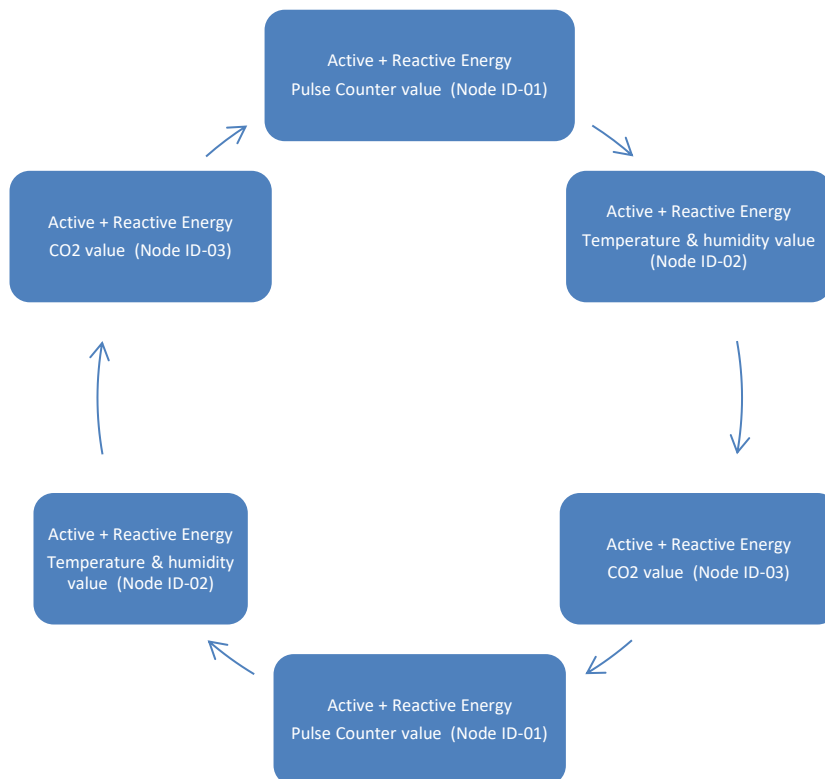 Active + Reactive Energy
Pulse Counter value  (Node ID-01)
Active + Reactive Energy
CO2 value  (Node ID-03)
Active + Reactive Energy
Temperature & humidity value
(Node ID-02)
Active + Reactive Energy
Temperature & humidity
value  (Node ID-02)
Active + Reactive Energy
CO2 value  (Node ID-03)
Active + Reactive Energy
Pulse Counter value  (Node ID-01)